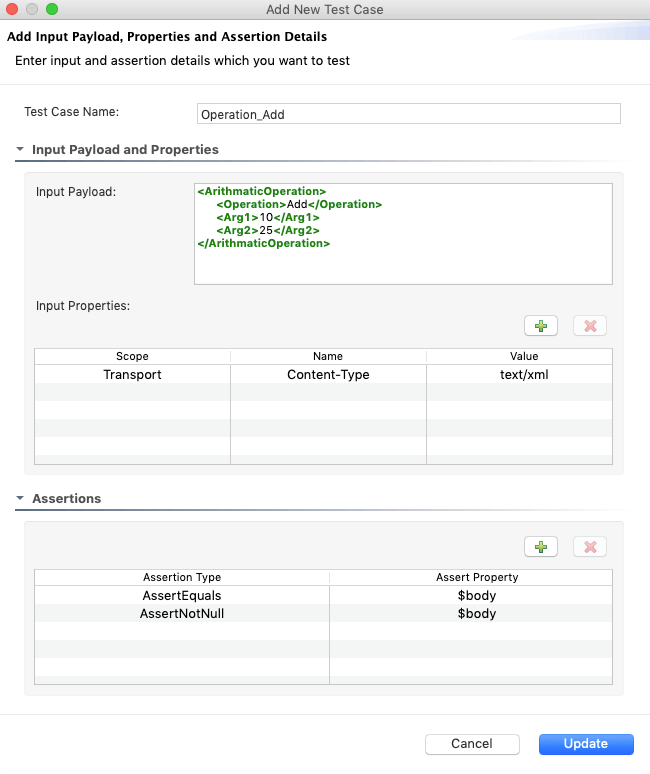 Add New Test Case
Add Input Payload, Properties and Assertion Details
Enter input and assertion details which you want to test
Test Case Name: Operation_Add
Input Payload and Properties
Input Payload: <ArithmaticOperation>
<Operation>Add</Operation>
<Arg1>10</Arg1>
<Arg2>25</Arg2>
</ArithmaticOperation>
Input Properties:
Scope Name Value
Transport Content-Type text/xml
Assertions
Assertion Type Assert Property
AssertEquals $body
AssertNotNull $body
Cancel Update